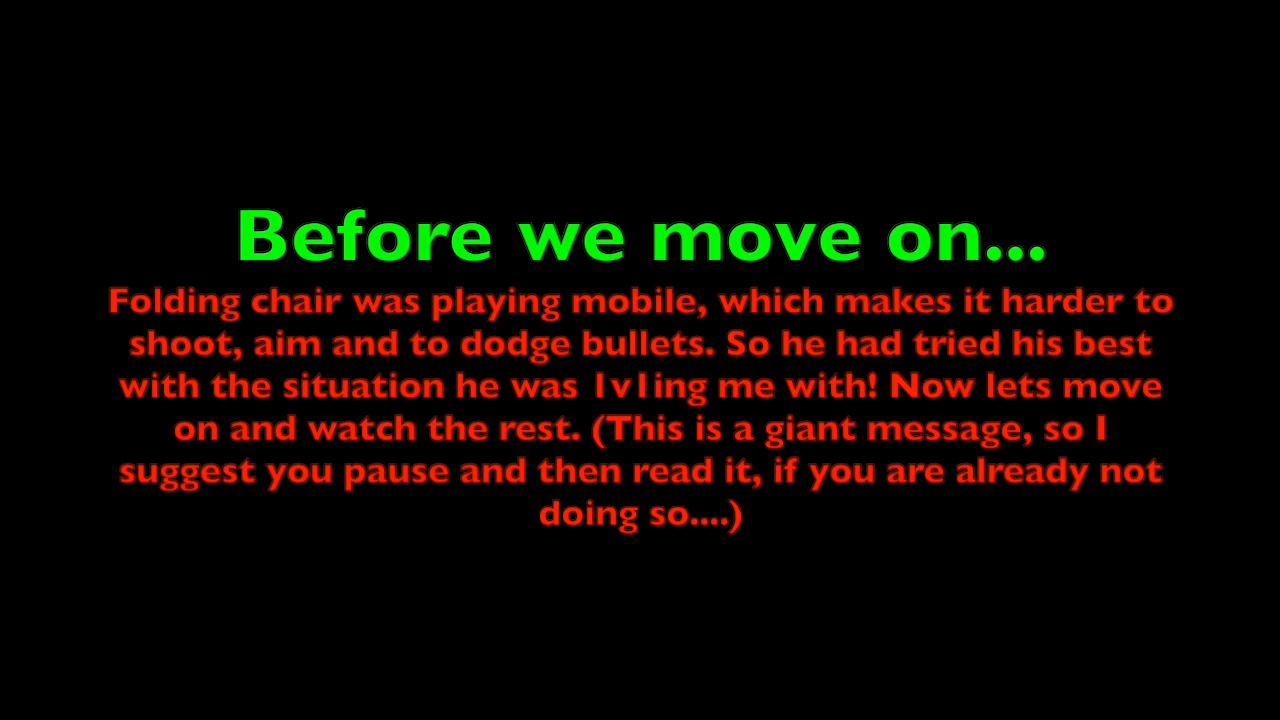 Before we move on...
Folding chair was playing mobile, which makes it harder to
shoot, aim and to dodge bullets. So he had tried his best
with the situation he was 1v1ing me with! Now lets move
on and watch the rest. (This is a giant message, so I
suggest you pause and then read it, if you are already not
doing so....)